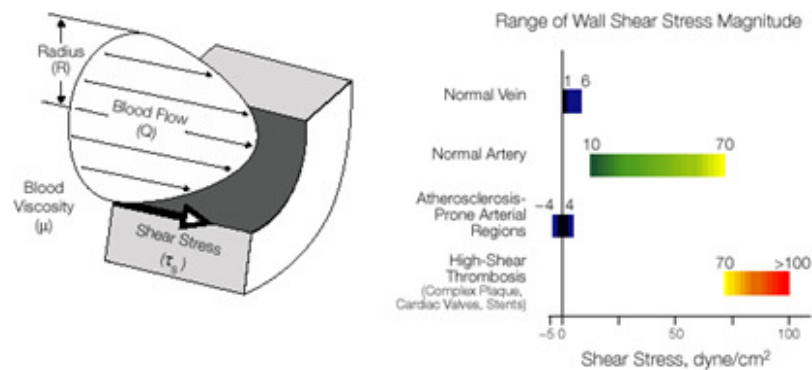 Radius
(R)
Blood Flow
(Q)
Blood
Viscosity
(μ)
Shear Stress
(τs)
Range of Wall Shear Stress Magnitude
Normal Vein
1 6
Normal Artery
10 70
Atherosclerosis-
Prone Arterial
Regions
-4 4
High-Shear
Thrombosis
(Complex Plaque,
Cardiac Valves, Stents)
70 >100
-5 0 50 100
Shear Stress, dyne/cm²